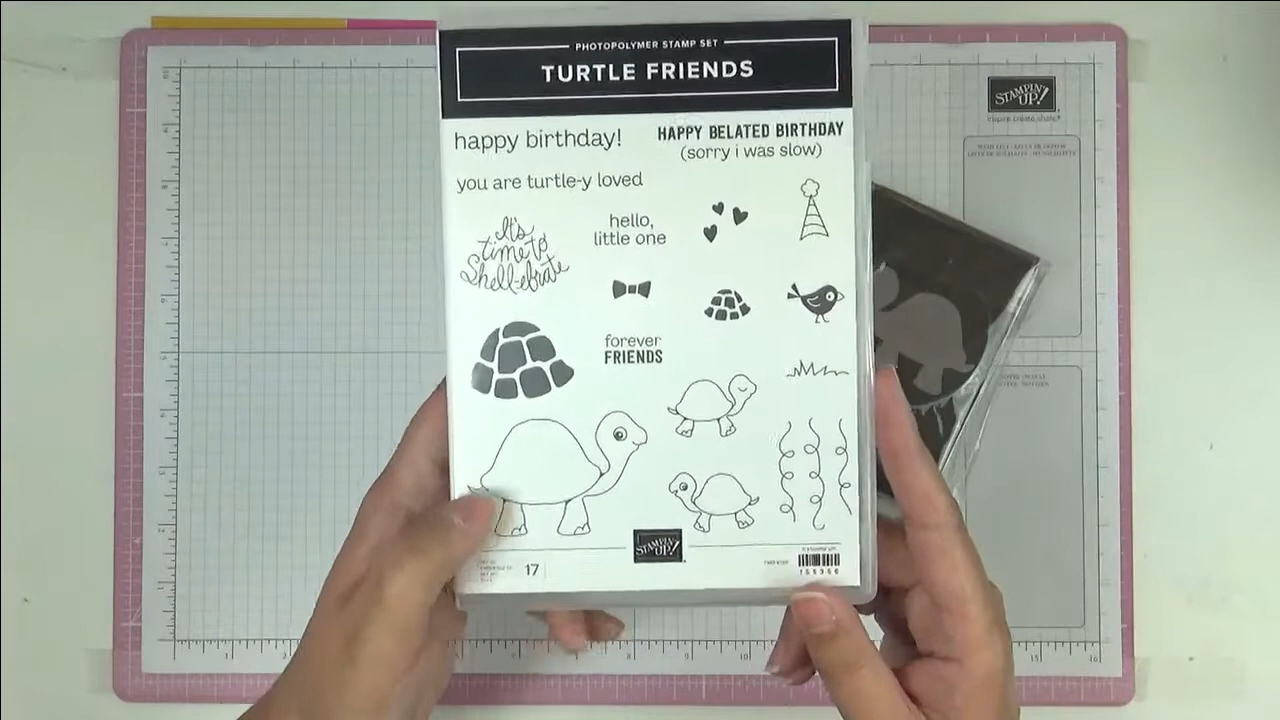 PHOTOPOLYMER STAMP SET
TURTLE FRIENDS
happy birthday!
HAPPY BELATED BIRTHDAY
(sorry i was slow)
you are turtle-y loved
It's
time to
Shell-ebrate
hello,
little one
forever
FRIENDS
STAMPIN' UP!
17
155356
STAMPIN' UP!
inspire.create.share.